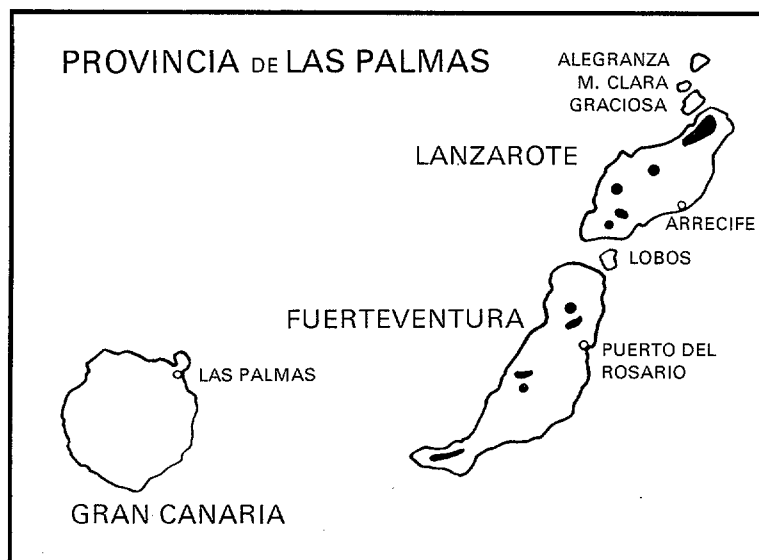 PROVINCIA DE LAS PALMAS
ALEGRANZA
M. CLARA
GRACIOSA
LANZAROTE
ARRECIFE
LOBOS
FUERTEVENTURA
PUERTO DEL
ROSARIO
LAS PALMAS
GRAN CANARIA